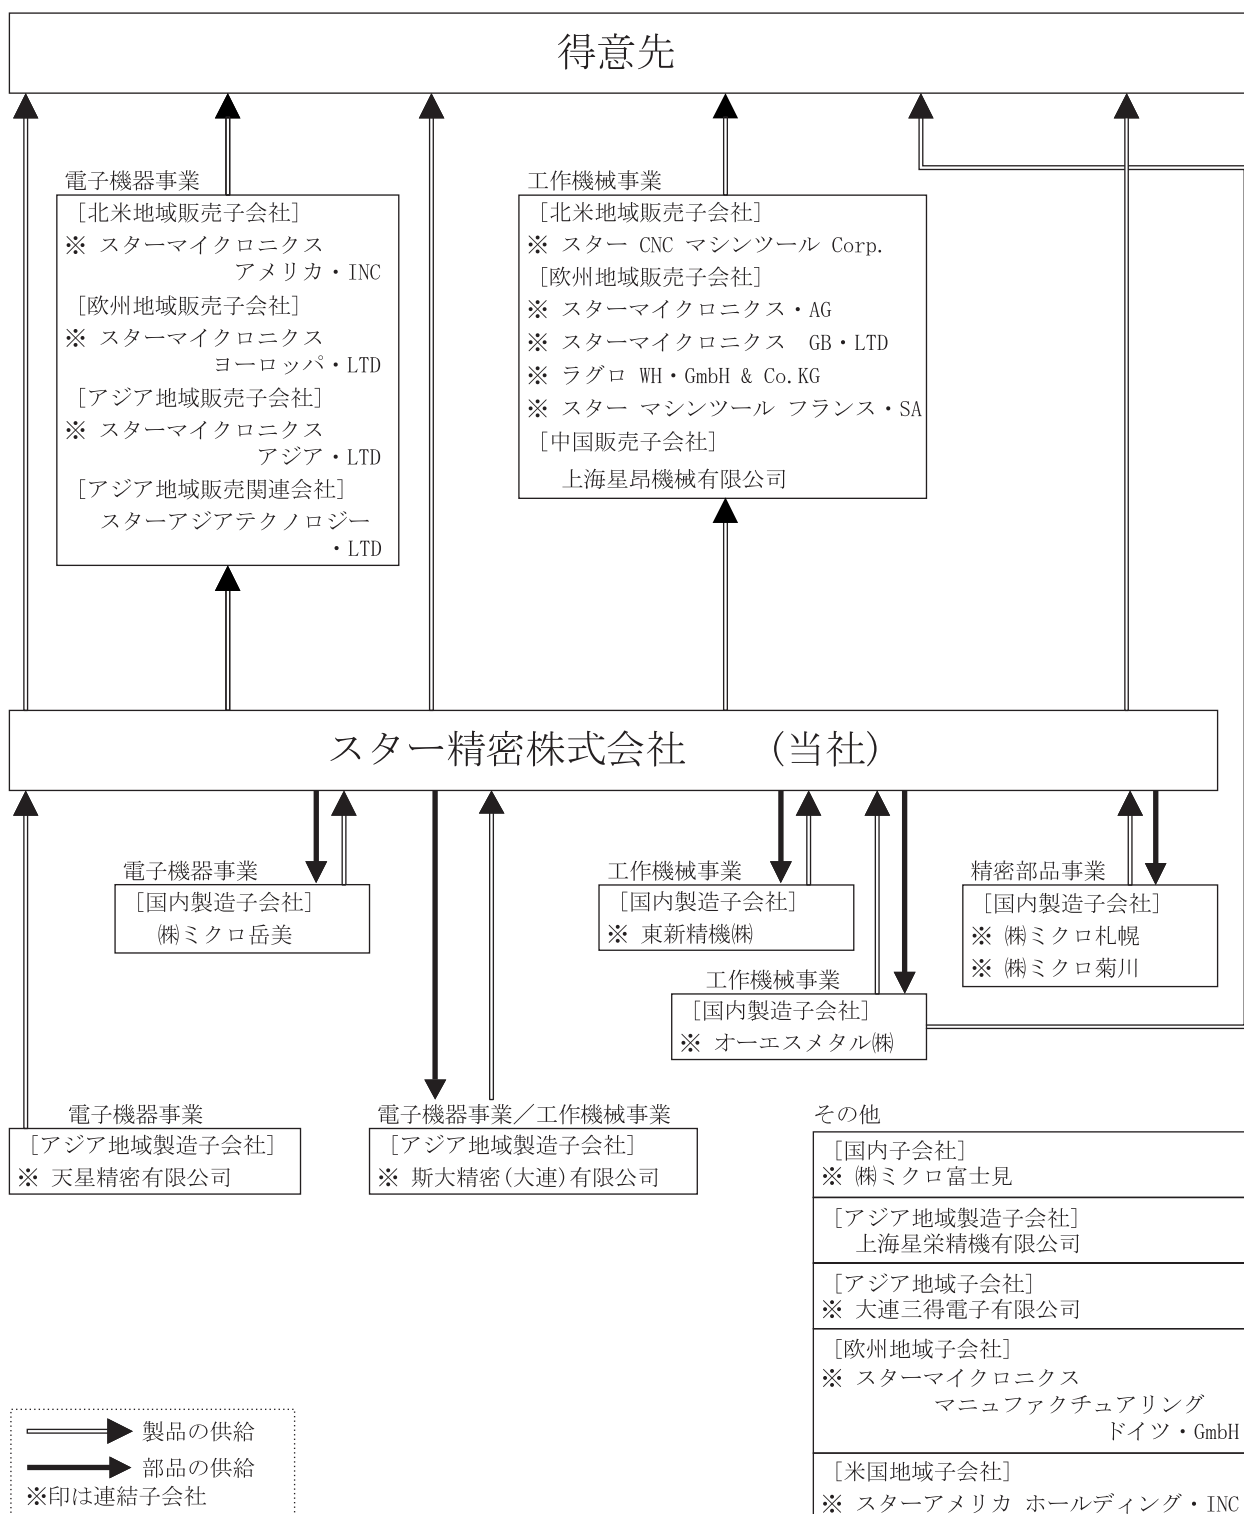 得意先
電子機器事業
[北米地域販売子会社]
※ スターマイクロニクス
アメリカ・INC
[欧州地域販売子会社]
※ スターマイクロニクス
ヨーロッパ・LTD
[アジア地域販売子会社]
※ スターマイクロニクス
アジア・LTD
[アジア地域販売関連会社]
スターアジアテクノロジー
・LTD
工作機械事業
[北米地域販売子会社]
※ スター CNC マシンツール Corp.
[欧州地域販売子会社]
※ スターマイクロニクス・AG
※ スターマイクロニクス GB・LTD
※ ラグロ WH・GmbH & Co.KG
※ スター マシンツール フランス・SA
[中国販売子会社]
上海星昂機械有限公司
スター精密株式会社 (当社)
電子機器事業
[国内製造子会社]
㈱ミクロ岳美
工作機械事業
[国内製造子会社]
※ 東新精機㈱
精密部品事業
[国内製造子会社]
※ ㈱ミクロ札幌
※ ㈱ミクロ菊川
工作機械事業
[国内製造子会社]
※ オーエスメタル㈱
電子機器事業
[アジア地域製造子会社]
※ 天星精密有限公司
電子機器事業/工作機械事業
[アジア地域製造子会社]
※ 斯大精密(大連)有限公司
その他
[国内子会社]
※ ㈱ミクロ富士見
[アジア地域製造子会社]
上海星栄精機有限公司
[アジア地域子会社]
※ 大連三得電子有限公司
[欧州地域子会社]
※ スターマイクロニクス
マニュファクチュアリング
ドイツ・GmbH
[米国地域子会社]
※ スターアメリカ ホールディング・INC
製品の供給
部品の供給
※印は連結子会社